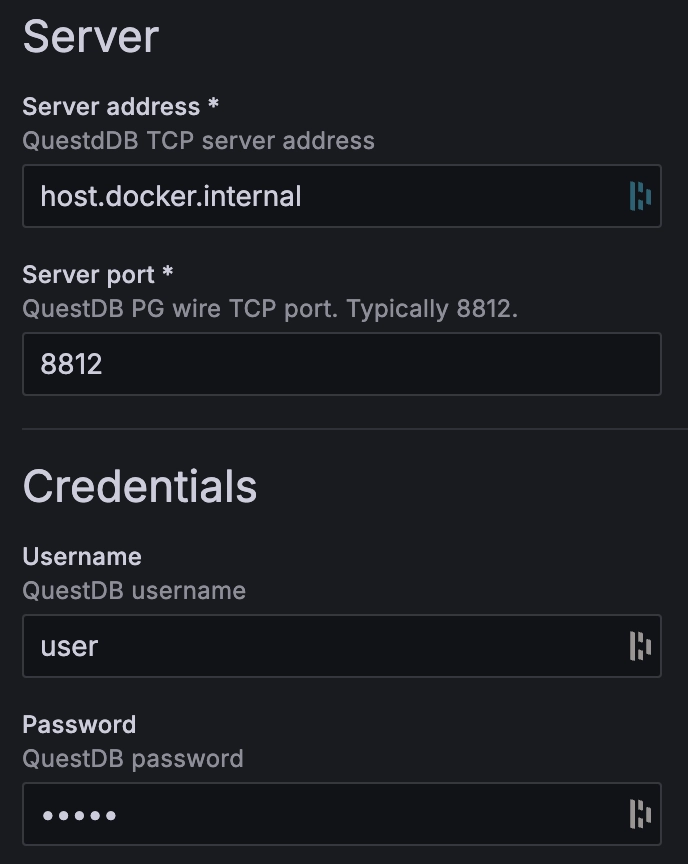 Server
Server address *
QuestdDB TCP server address
host.docker.internal
Server port *
QuestDB PG wire TCP port. Typically 8812.
8812
Credentials
Username
QuestDB username
user
Password
QuestDB password
•••••